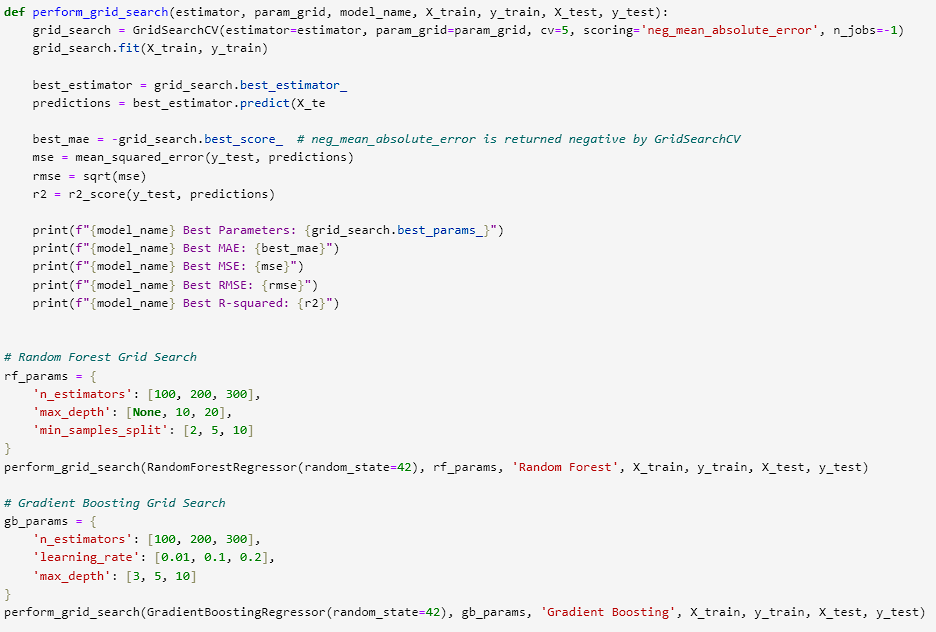 def perform_grid_search(estimator, param_grid, model_name, X_train, y_train, X_test, y_test):
    grid_search = GridSearchCV(estimator=estimator, param_grid=param_grid, cv=5, scoring='neg_mean_absolute_error', n_jobs=-1)
    grid_search.fit(X_train, y_train)

    best_estimator = grid_search.best_estimator_
    predictions = best_estimator.predict(X_te

    best_mae = -grid_search.best_score_  # neg_mean_absolute_error is returned negative by GridSearchCV
    mse = mean_squared_error(y_test, predictions)
    rmse = sqrt(mse)
    r2 = r2_score(y_test, predictions)

    print(f"{model_name} Best Parameters: {grid_search.best_params_}")
    print(f"{model_name} Best MAE: {best_mae}")
    print(f"{model_name} Best MSE: {mse}")
    print(f"{model_name} Best RMSE: {rmse}")
    print(f"{model_name} Best R-squared: {r2}")


# Random Forest Grid Search
rf_params = {
    'n_estimators': [100, 200, 300],
    'max_depth': [None, 10, 20],
    'min_samples_split': [2, 5, 10]
}
perform_grid_search(RandomForestRegressor(random_state=42), rf_params, 'Random Forest', X_train, y_train, X_test, y_test)

# Gradient Boosting Grid Search
gb_params = {
    'n_estimators': [100, 200, 300],
    'learning_rate': [0.01, 0.1, 0.2],
    'max_depth': [3, 5, 10]
}
perform_grid_search(GradientBoostingRegressor(random_state=42), gb_params, 'Gradient Boosting', X_train, y_train, X_test, y_test)